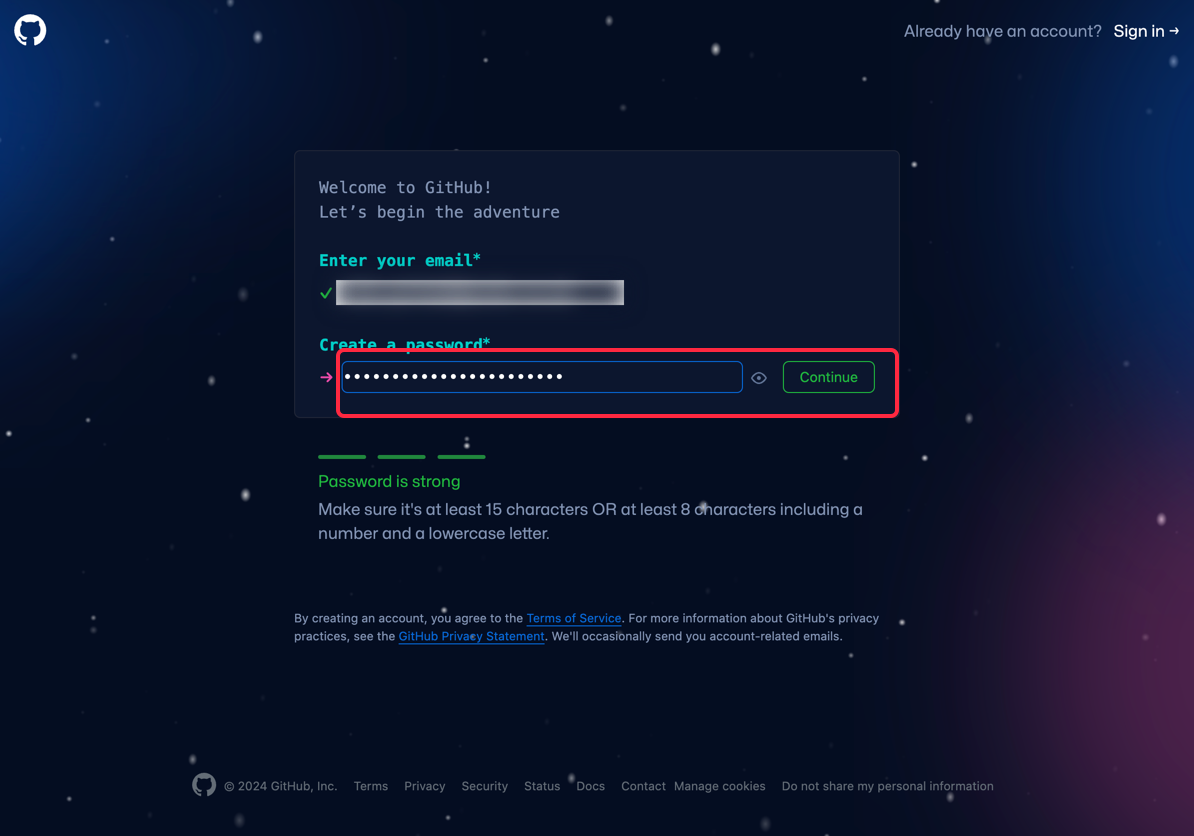 Already have an account? Sign in →
Welcome to GitHub!
Let’s begin the adventure
Enter your email*
Create a password*
→ ••••••••••••••••••••••• Continue
Password is strong
Make sure it's at least 15 characters OR at least 8 characters including a
number and a lowercase letter.
By creating an account, you agree to the Terms of Service. For more information about GitHub's privacy
practices, see the GitHub Privacy Statement. We'll occasionally send you account-related emails.
© 2024 GitHub, Inc. Terms Privacy Security Status Docs Contact Manage cookies Do not share my personal information